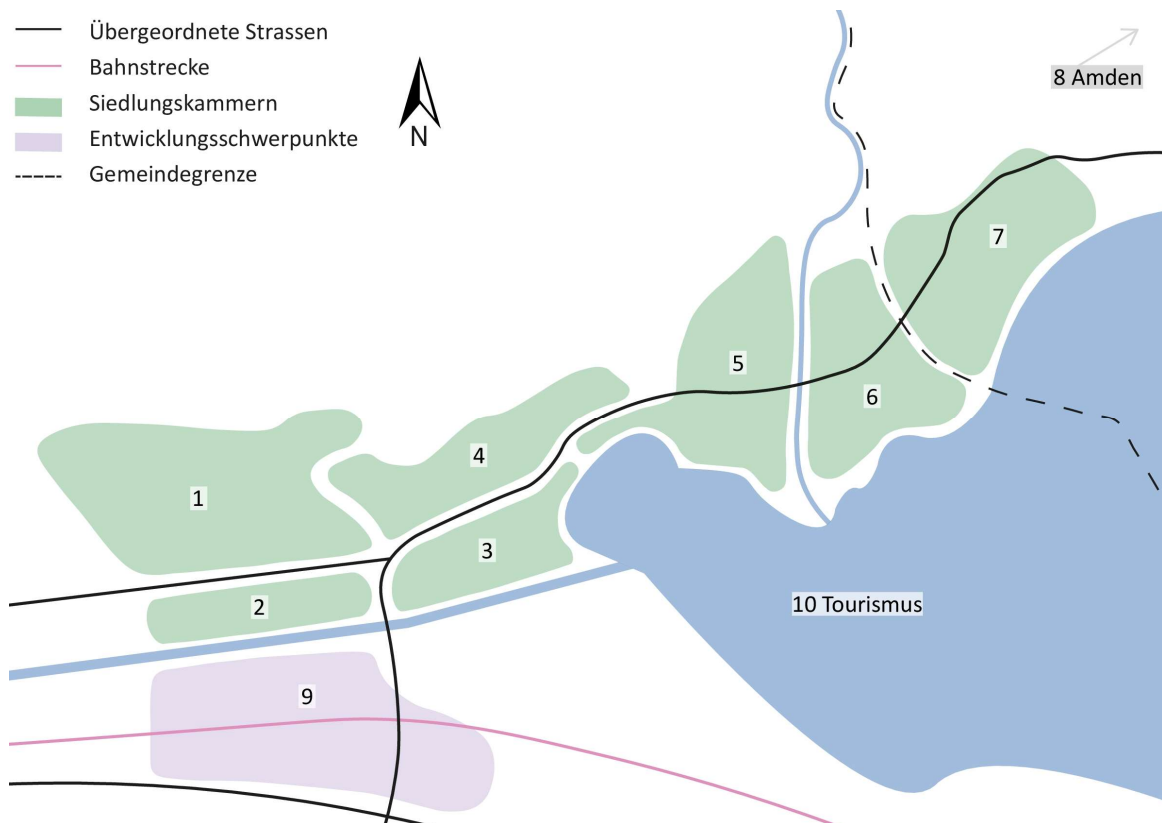 Übergeordnete Strassen
Bahnstrecke
Siedlungskammern
Entwicklungsschwerpunkte
Gemeindegrenze
N
8 Amden
7
5
6
4
1
3
2
10 Tourismus
9